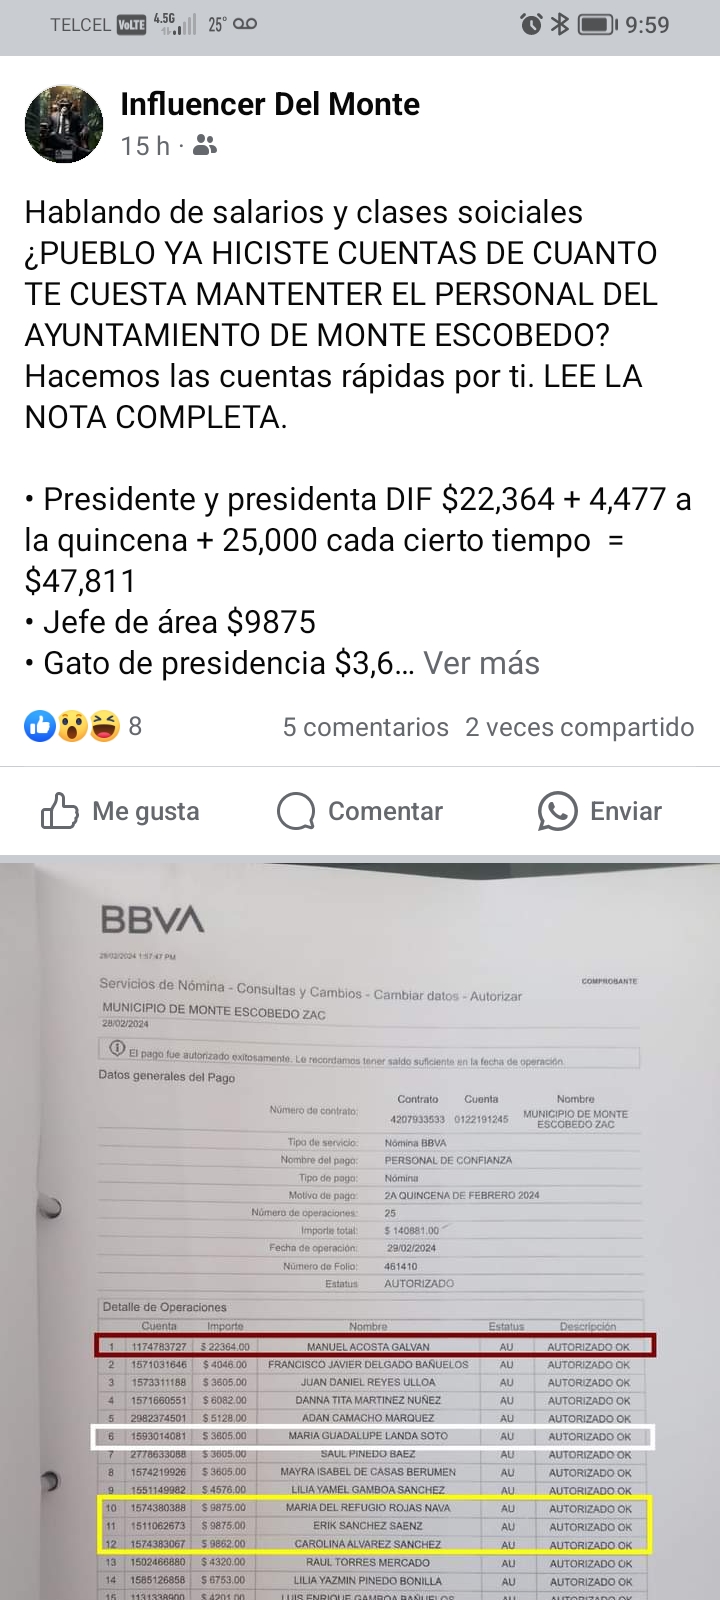 TELCEL VoLTE 4.5G 25° 9:59
Influencer Del Monte
15 h ·
Hablando de salarios y clases soiciales
¿PUEBLO YA HICISTE CUENTAS DE CUANTO
TE CUESTA MANTENTER EL PERSONAL DEL
AYUNTAMIENTO DE MONTE ESCOBEDO?
Hacemos las cuentas rápidas por ti. LEE LA
NOTA COMPLETA.
• Presidente y presidenta DIF $22,364 + 4,477 a
la quincena + 25,000 cada cierto tiempo =
$47,811
• Jefe de área $9875
• Gato de presidencia $3,6... Ver más
8 5 comentarios 2 veces compartido
Me gusta Comentar Enviar
BBVA
28/02/2024 1:57:47 PM
COMPROBANTE
Servicios de Nómina - Consultas y Cambios - Cambiar datos - Autorizar
MUNICIPIO DE MONTE ESCOBEDO ZAC
28/02/2024
El pago fue autorizado exitosamente. Le recordamos tener saldo suficiente en la fecha de operación
Datos generales del Pago
Contrato Cuenta Nombre
Número de contrato: 4207933533 0122191245 MUNICIPIO DE MONTE
ESCOBEDO ZAC
Tipo de servicio: Nómina BBVA
Nombre del pago: PERSONAL DE CONFIANZA
Tipo de pago: Nómina
Motivo de pago: 2A QUINCENA DE FEBRERO 2024
Número de operaciones: 25
Importe total: $ 140881.00
Fecha de operación: 29/02/2024
Número de Folio: 461410
Estatus AUTORIZADO
Detalle de Operaciones
Cuenta Importe Nombre Estatus Descripción
1 1174783727 $ 22364.00 MANUEL ACOSTA GALVAN AU AUTORIZADO OK
2 1571031646 $ 4046.00 FRANCISCO JAVIER DELGADO BAÑUELOS AU AUTORIZADO OK
3 1573311188 $ 3605.00 JUAN DANIEL REYES ULLOA AU AUTORIZADO OK
4 1571660551 $ 6082.00 DANNA TITA MARTINEZ NUÑEZ AU AUTORIZADO OK
5 2982374501 $ 5128.00 ADAN CAMACHO MARQUEZ AU AUTORIZADO OK
6 1593014081 $ 3605.00 MARIA GUADALUPE LANDA SOTO AU AUTORIZADO OK
7 2778633088 $ 3605.00 SAUL PINEDO BAEZ AU AUTORIZADO OK
8 1574219926 $ 3605.00 MAYRA ISABEL DE CASAS BERUMEN AU AUTORIZADO OK
9 1551149982 $ 4576.00 LILIA YAMEL GAMBOA SANCHEZ AU AUTORIZADO OK
10 1574380388 $ 9875.00 MARIA DEL REFUGIO ROJAS NAVA AU AUTORIZADO OK
11 1511062673 $ 9875.00 ERIK SANCHEZ SAENZ AU AUTORIZADO OK
12 1574383067 $ 9862.00 CAROLINA ALVAREZ SANCHEZ AU AUTORIZADO OK
13 1502466880 $ 4320.00 RAUL TORRES MERCADO AU AUTORIZADO OK
14 1585126858 $ 6753.00 LILIA YAZMIN PINEDO BONILLA AU AUTORIZADO OK
15 1131338900 $ 4201.00 LUIS ENRIQUE GAMBOA BAÑUELOS AU AUTORIZADO OK